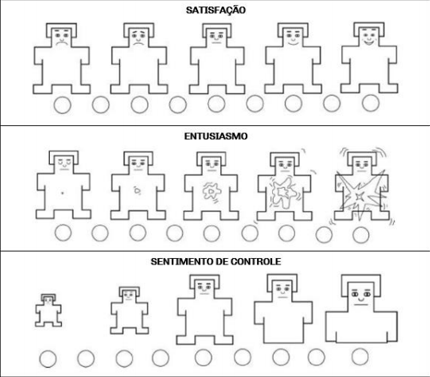 SATISFAÇÃO
ENTUSIASMO
SENTIMENTO DE CONTROLE